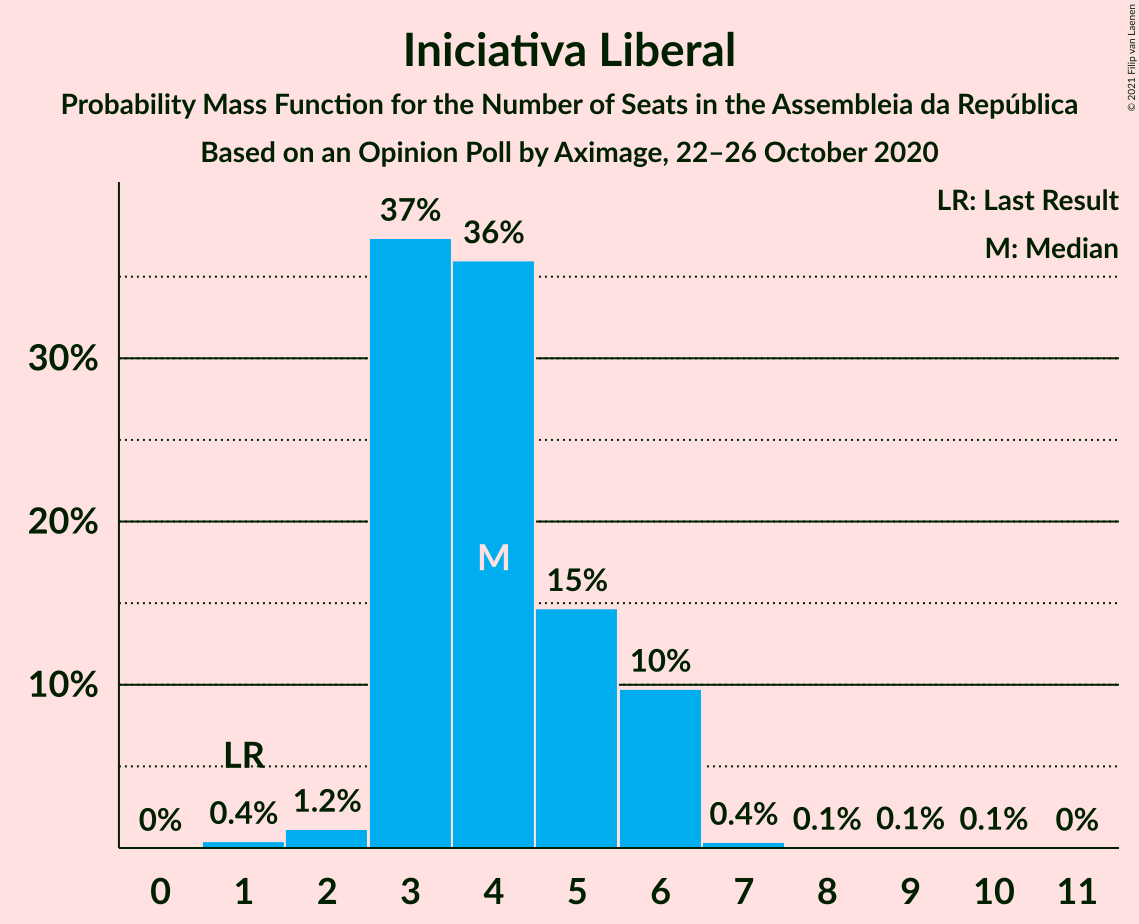 Iniciativa Liberal
Probability Mass Function for the Number of Seats in the Assembleia da República
Based on an Opinion Poll by Aximage, 22–26 October 2020
© 2021 Filip van Laenen
LR: Last Result
M: Median
37%
36%
30%
M
15%
20%
10%
10%
LR
0%
0.4%
1.2%
0.4%
0.1%
0.1%
0.1%
0%
0 1 2 3 4 5 6 7 8 9 10 11